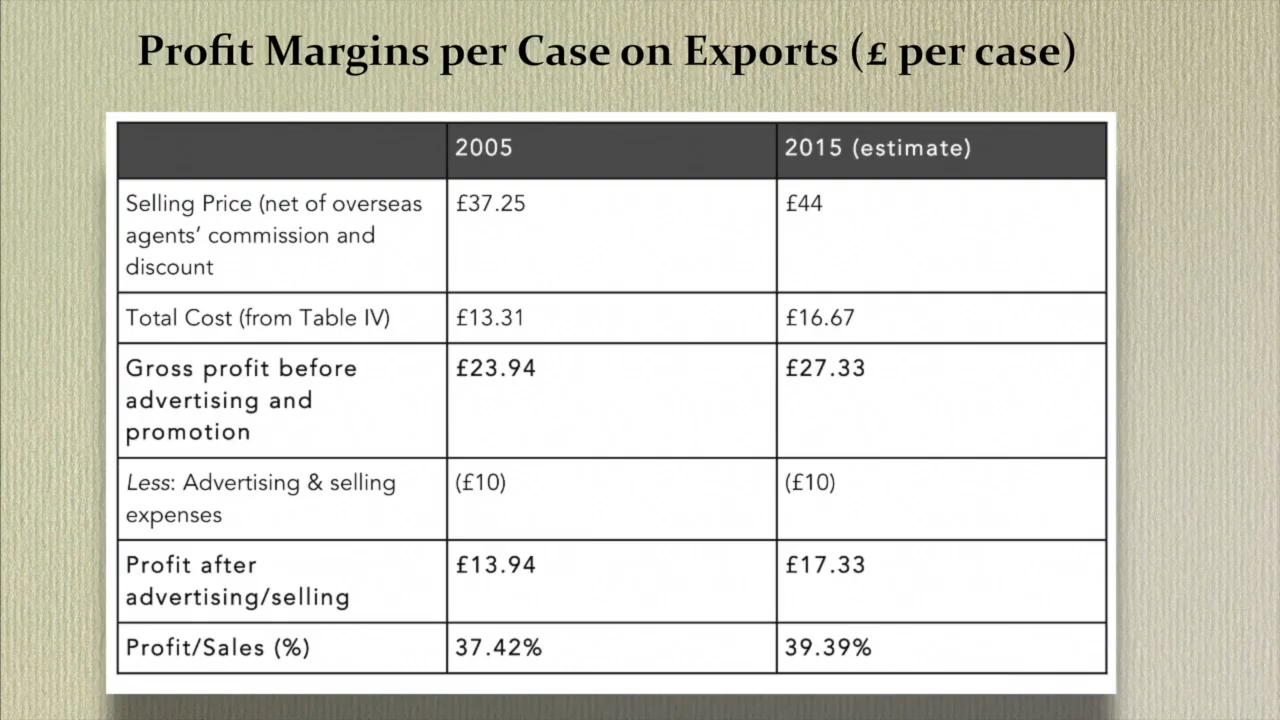 Profit Margins per Case on Exports (£ per case)
2005
2015 (estimate)
Selling Price (net of overseas
agents’ commission and
discount
£37.25
£44
Total Cost (from Table IV)
£13.31
£16.67
Gross profit before
advertising and
promotion
£23.94
£27.33
Less: Advertising & selling
expenses
(£10)
(£10)
Profit after
advertising/selling
£13.94
£17.33
Profit/Sales (%)
37.42%
39.39%